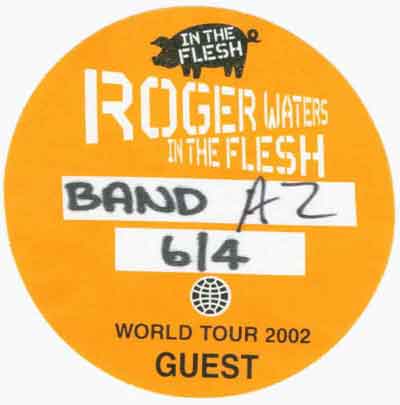 IN THE
FLESH
ROGER WATERS
IN THE FLESH
BAND AZ
6/4
WORLD TOUR 2002
GUEST